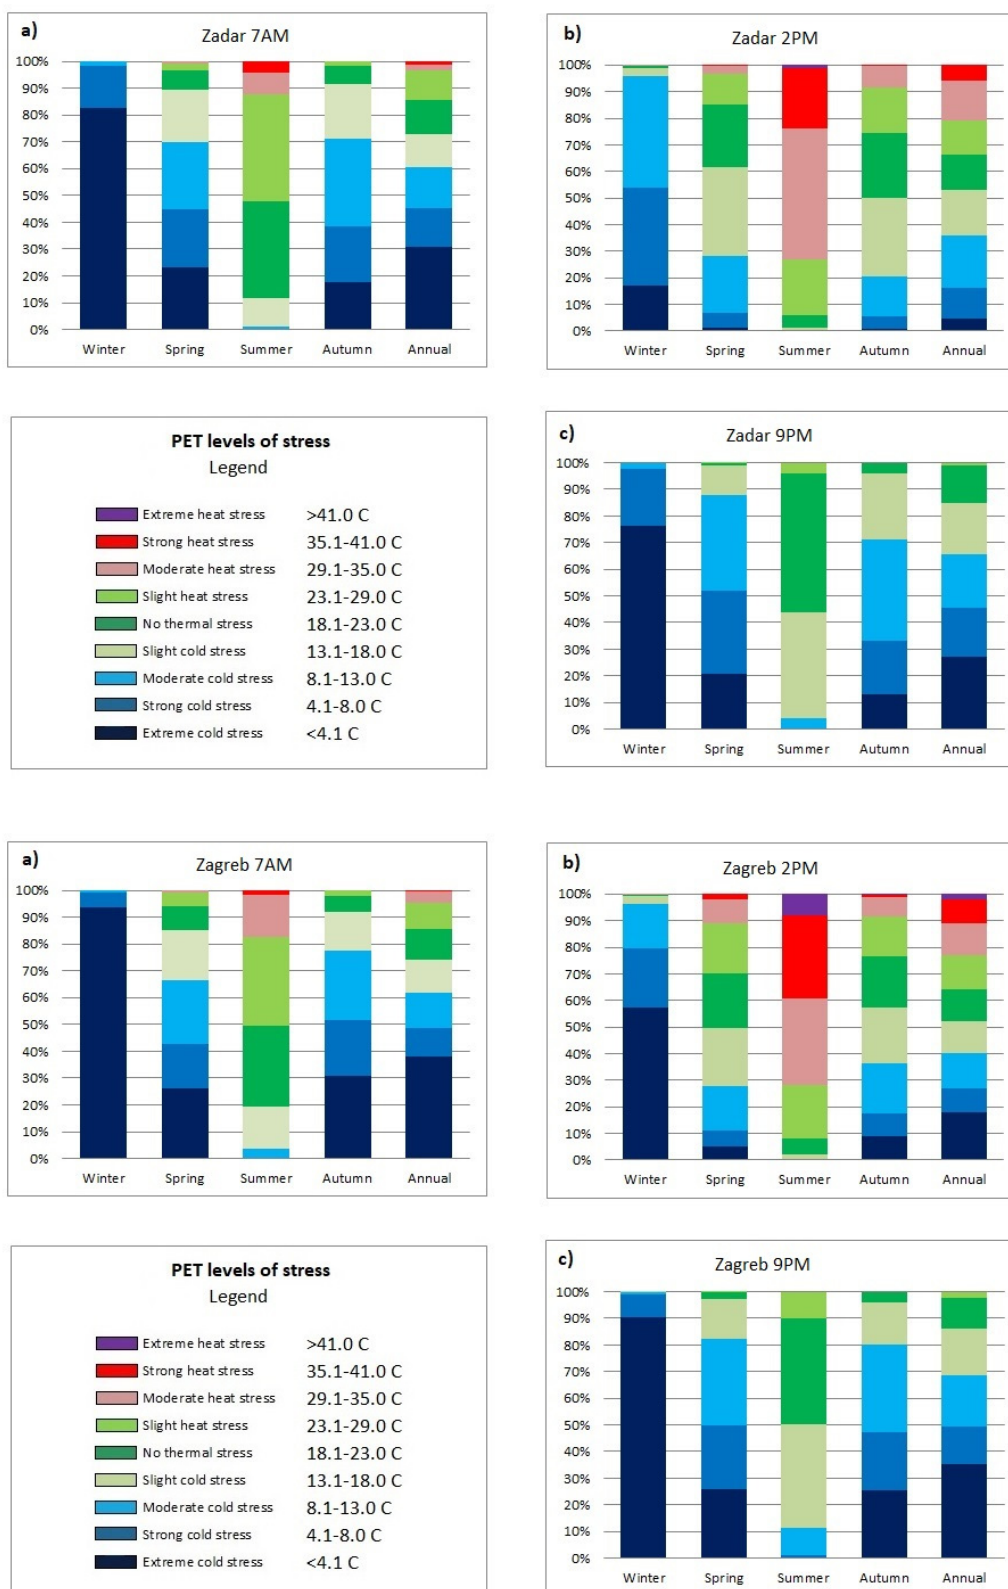 a)
Zadar 7AM
100%
90%
80%
70%
60%
50%
40%
30%
20%
10%
0%
Winter Spring Summer Autumn Annual
b)
Zadar 2PM
100%
90%
80%
70%
60%
50%
40%
30%
20%
10%
0%
Winter Spring Summer Autumn Annual
PET levels of stress
Legend
Extreme heat stress >41.0 C
Strong heat stress 35.1-41.0 C
Moderate heat stress 29.1-35.0 C
Slight heat stress 23.1-29.0 C
No thermal stress 18.1-23.0 C
Slight cold stress 13.1-18.0 C
Moderate cold stress 8.1-13.0 C
Strong cold stress 4.1-8.0 C
Extreme cold stress <4.1 C
c)
Zadar 9PM
100%
90%
80%
70%
60%
50%
40%
30%
20%
10%
0%
Winter Spring Summer Autumn Annual
a)
Zagreb 7AM
100%
90%
80%
70%
60%
50%
40%
30%
20%
10%
0%
Winter Spring Summer Autumn Annual
b)
Zagreb 2PM
100%
90%
80%
70%
60%
50%
40%
30%
20%
10%
0%
Winter Spring Summer Autumn Annual
PET levels of stress
Legend
Extreme heat stress >41.0 C
Strong heat stress 35.1-41.0 C
Moderate heat stress 29.1-35.0 C
Slight heat stress 23.1-29.0 C
No thermal stress 18.1-23.0 C
Slight cold stress 13.1-18.0 C
Moderate cold stress 8.1-13.0 C
Strong cold stress 4.1-8.0 C
Extreme cold stress <4.1 C
c)
Zagreb 9PM
100%
90%
80%
70%
60%
50%
40%
30%
20%
10%
0%
Winter Spring Summer Autumn Annual